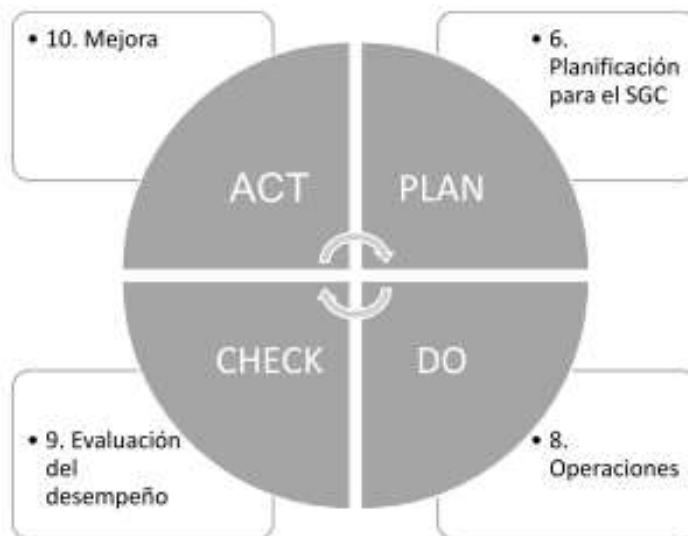 • 10. Mejora
• 6.
Planificación
para el SGC
ACT
PLAN
CHECK
DO
• 9. Evaluación
del
desempeño
• 8.
Operaciones